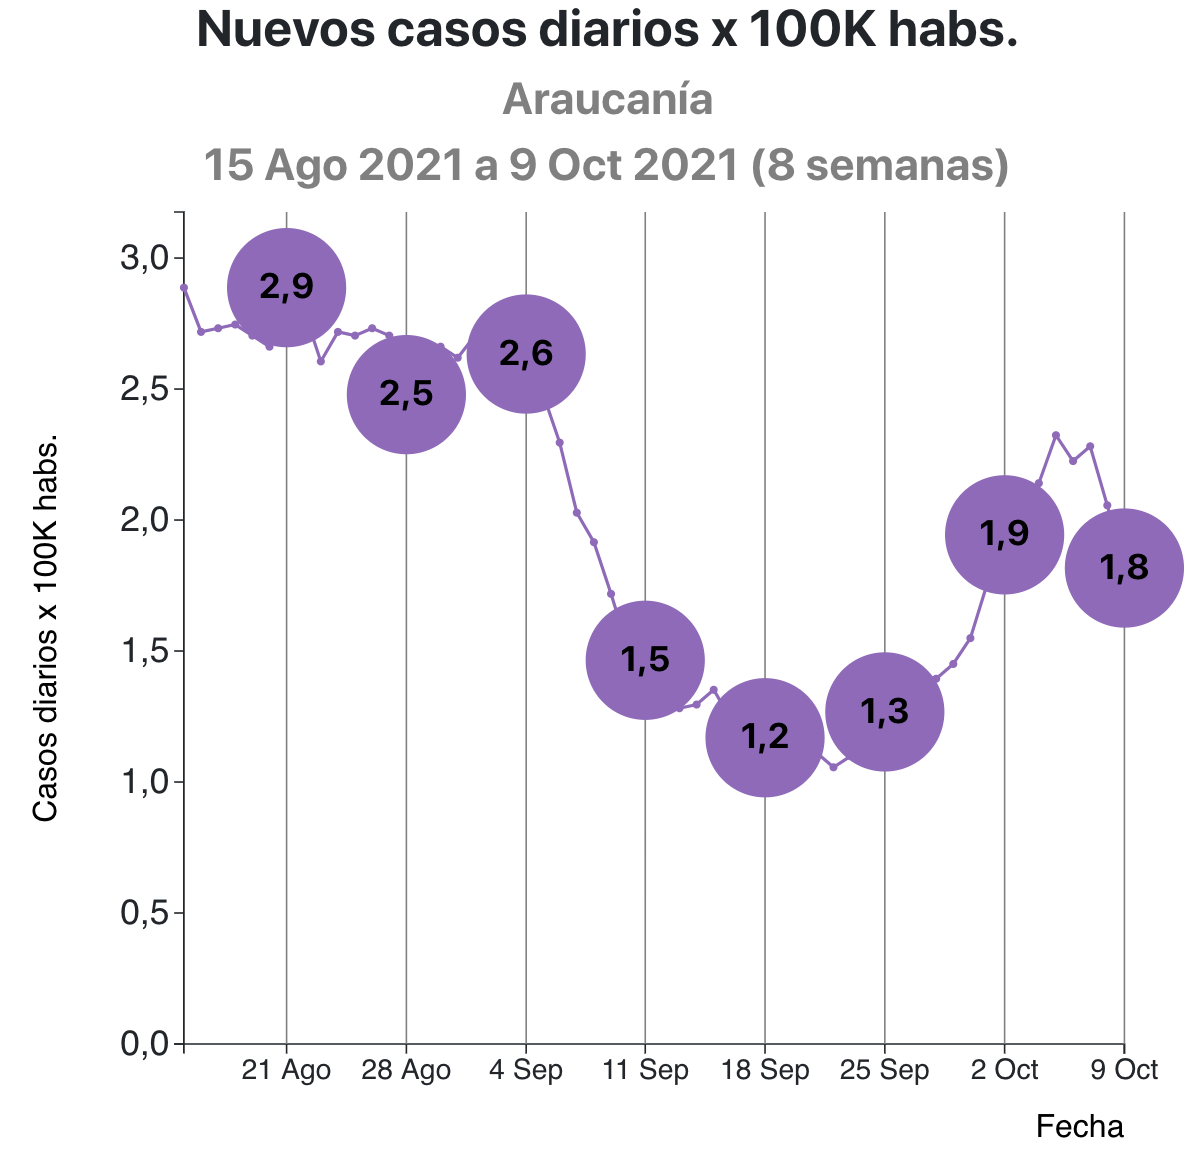 Nuevos casos diarios x 100K habs.
Araucanía
15 Ago 2021 a 9 Oct 2021 (8 semanas)
3,0
2,5
2,0
1,5
1,0
0,5
0,0
Casos diarios x 100K habs.
2,9
2,5
2,6
1,5
1,2
1,3
1,9
1,8
21 Ago
28 Ago
4 Sep
11 Sep
18 Sep
25 Sep
2 Oct
9 Oct
Fecha